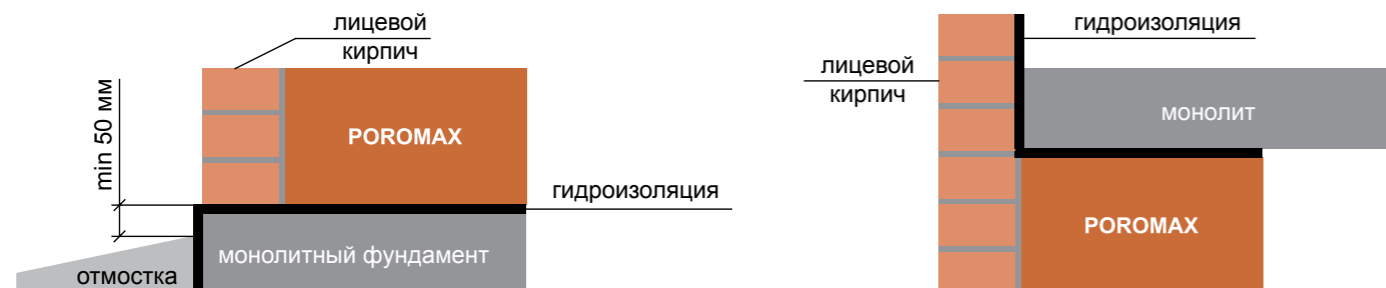 лицевой
кирпич
min 50 мм
POROMAX
гидроизоляция
монолитный фундамент
отмостка
гидроизоляция
лицевой
кирпич
монолит
POROMAX